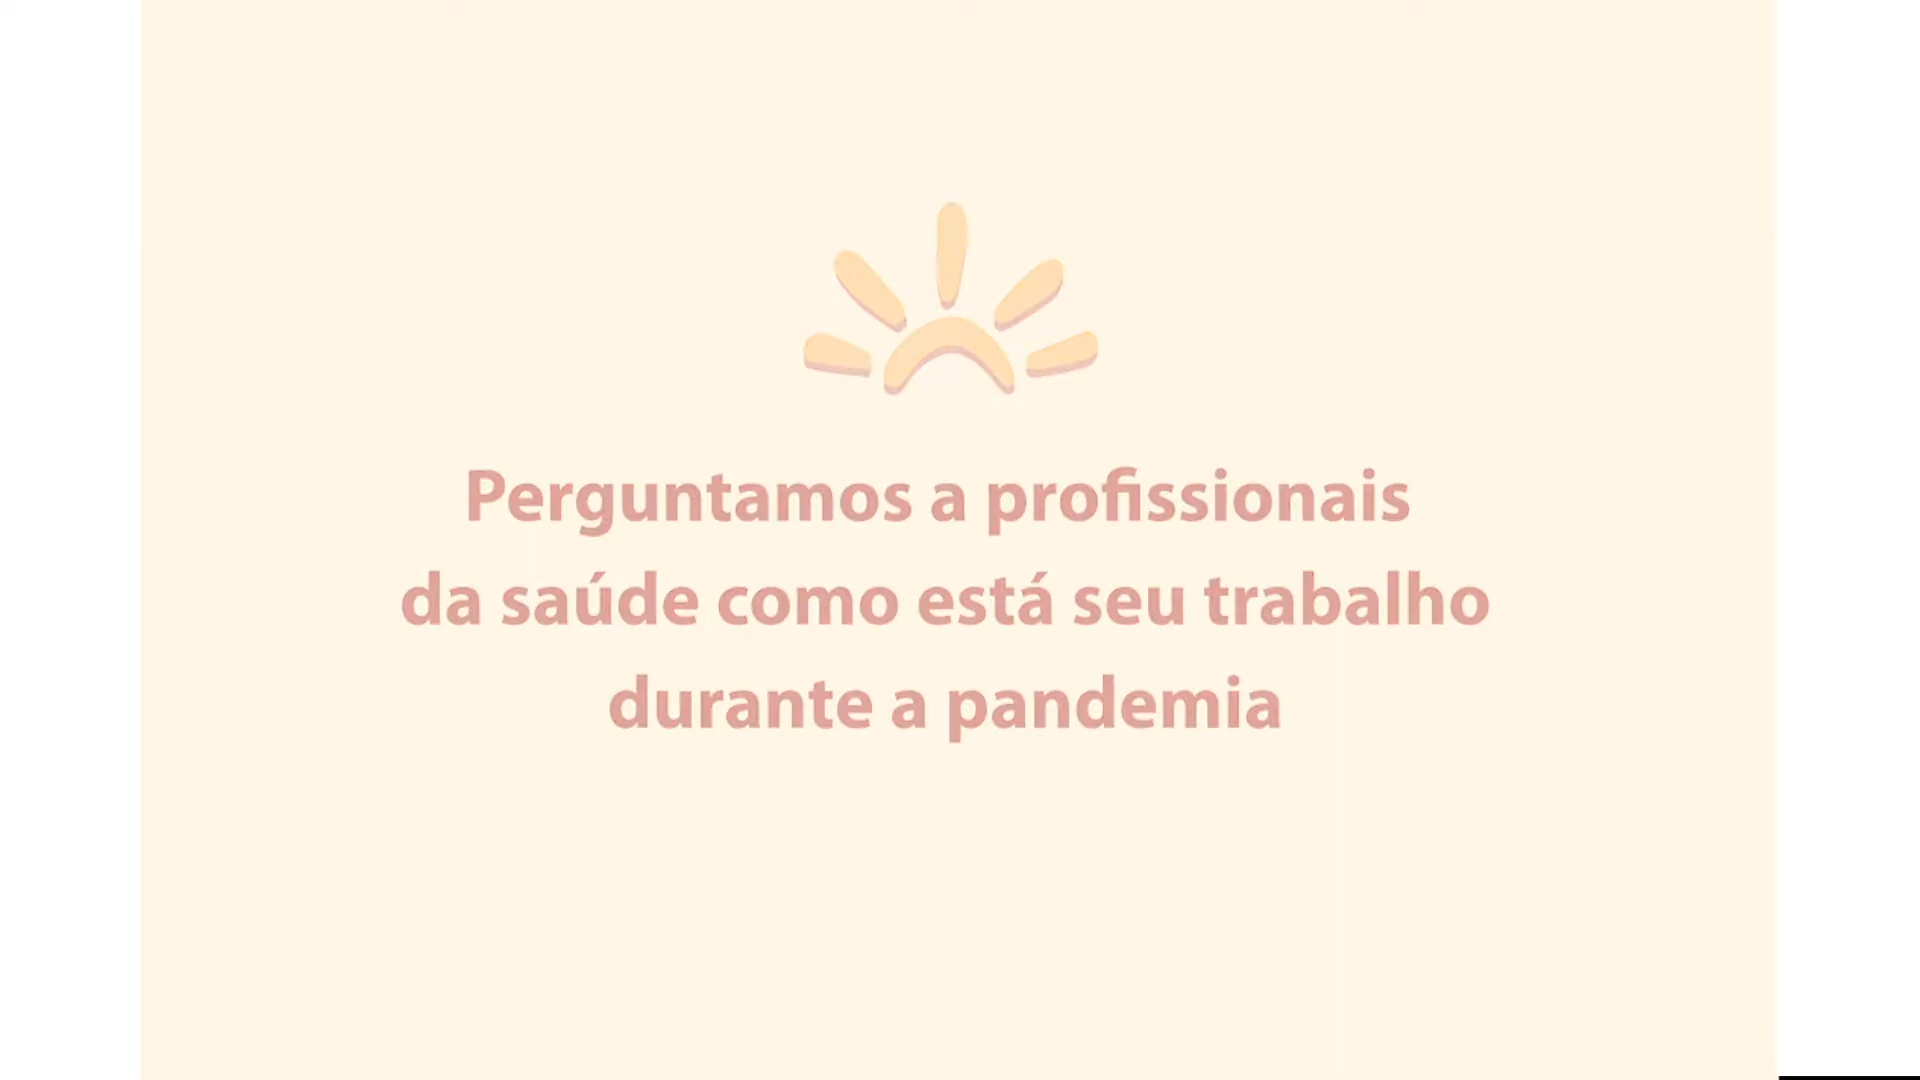 Perguntamos a profissionais
da saúde como está seu trabalho
durante a pandemia